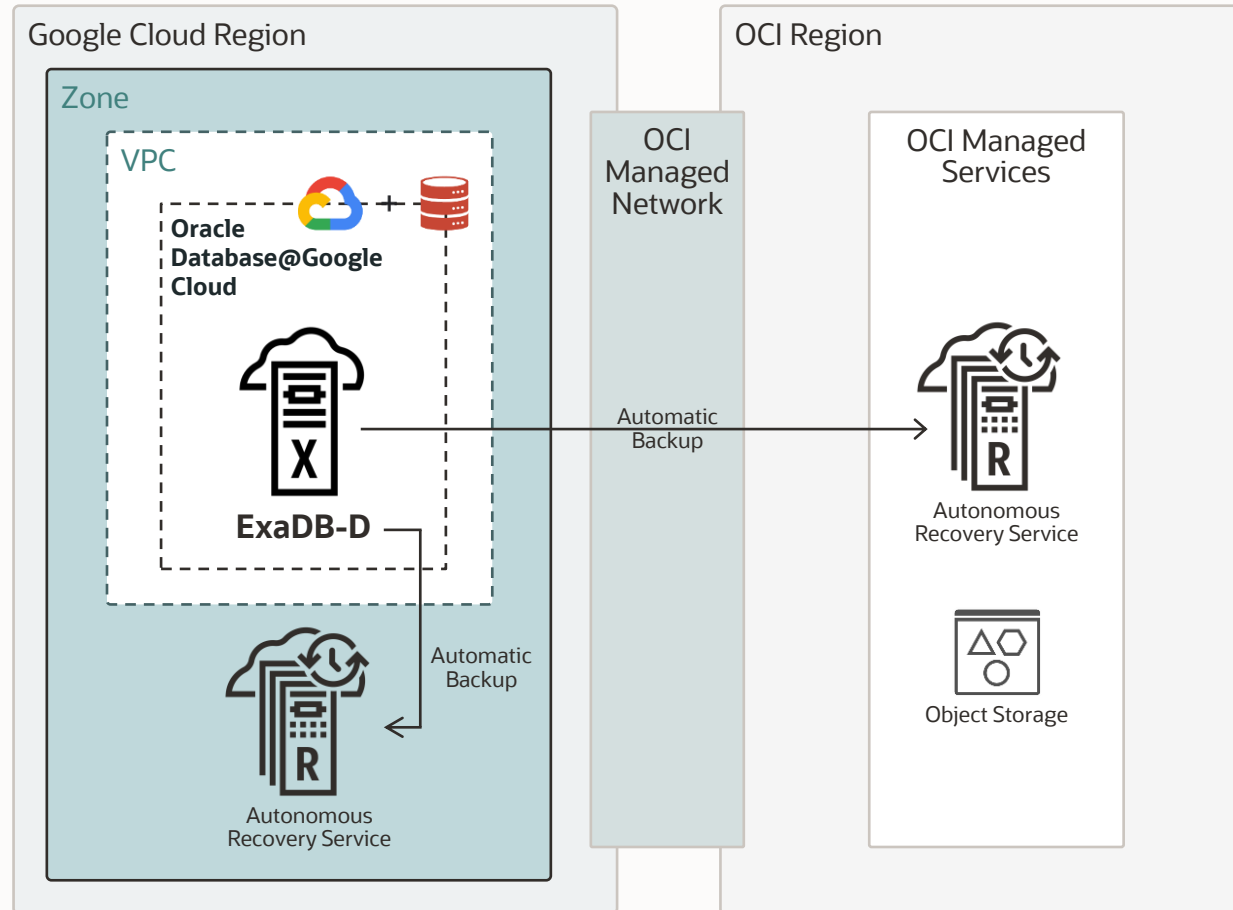 Google Cloud Region
OCI Region
Zone
VPC
+
Oracle
Database@Google
Cloud
X
ExaDB-D
Automatic
Backup
R
Autonomous
Recovery Service
OCI
Managed
Network
Automatic
Backup
OCI Managed
Services
R
Autonomous
Recovery Service
Object Storage